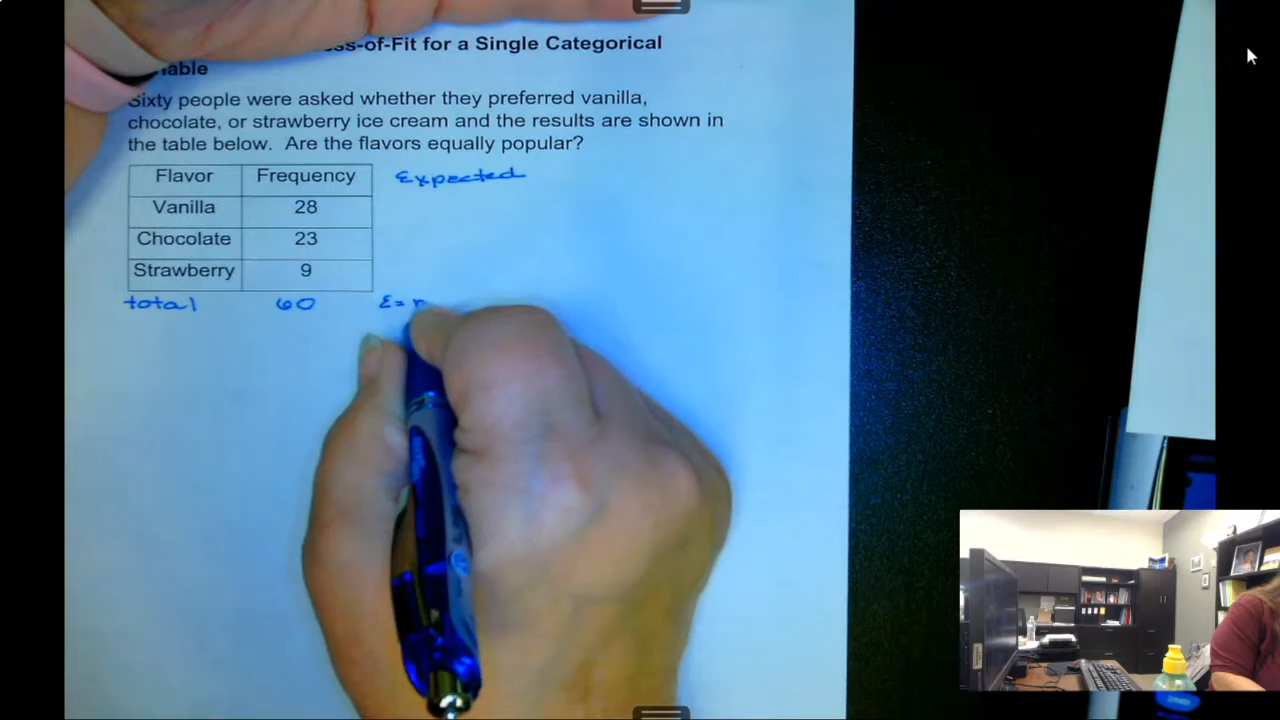 ss-of-Fit for a Single Categorical
able
Sixty people were asked whether they preferred vanilla,
chocolate, or strawberry ice cream and the results are shown in
the table below. Are the flavors equally popular?
Flavor Frequency Expected
Vanilla 28
Chocolate 23
Strawberry 9
total 60 E=